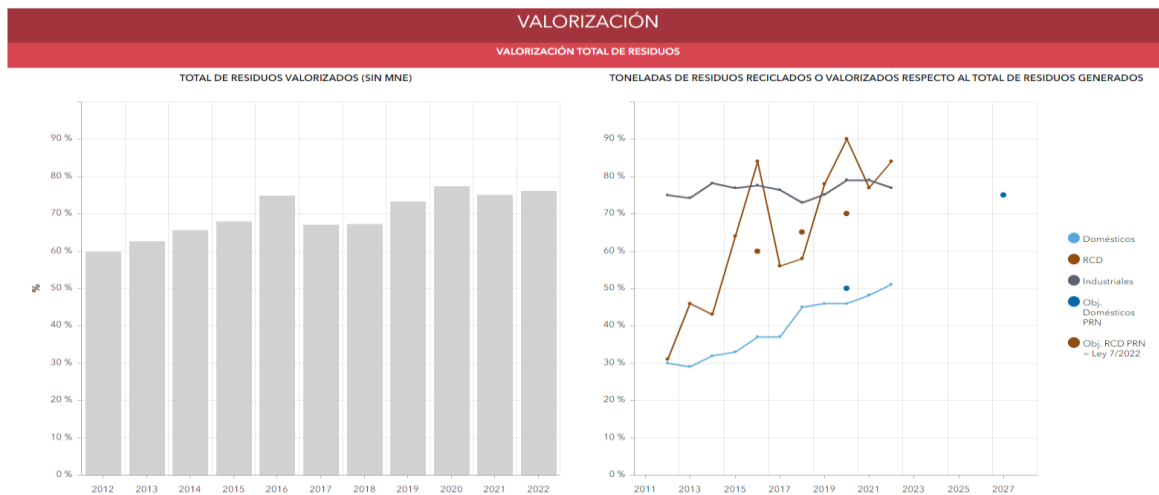 VALORIZACIÓN
VALORIZACIÓN TOTAL DE RESIDUOS
TOTAL DE RESIDUOS VALORIZADOS (SIN MNE)
90 %
80 %
70 %
60 %
50 %
40 %
30 %
20 %
10 %
0 %
%
2012 2013 2014 2015 2016 2017 2018 2019 2020 2021 2022
TONELADAS DE RESIDUOS RECICLADOS O VALORIZADOS RESPECTO AL TOTAL DE RESIDUOS GENERADOS
90 %
80 %
70 %
60 %
50 %
40 %
30 %
20 %
10 %
0 %
2011 2013 2015 2017 2019 2021 2023 2025 2027
Domésticos
RCD
Industriales
Obj.
Domésticos
PRN
Obj. RCD PRN
= Ley 7/2022